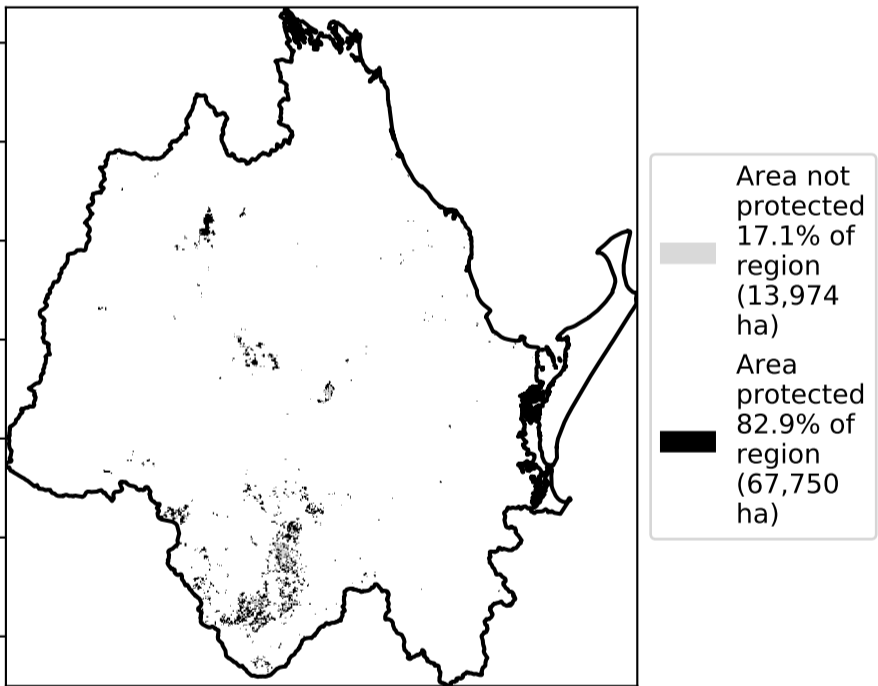 Area not
protected
17.1% of
region
(13,974
ha)
Area
protected
82.9% of
region
(67,750
ha)